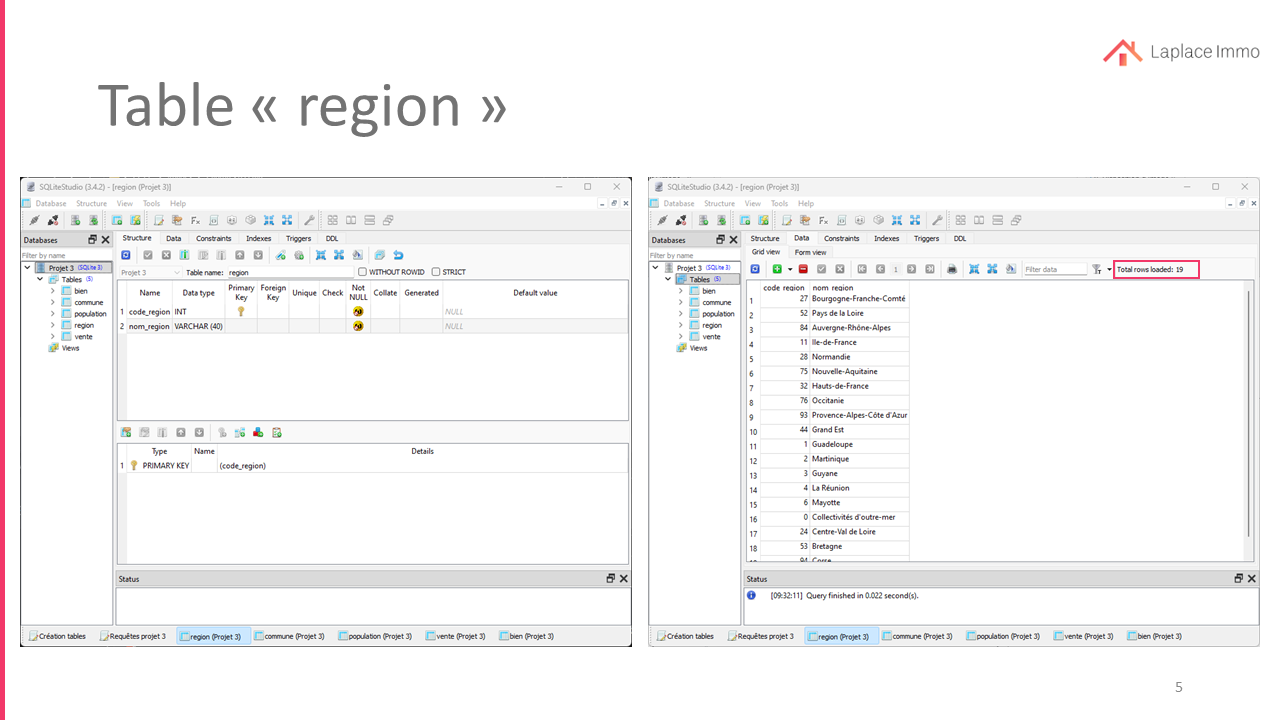 Laplace Immo
Table « region »
SQLiteStudio (3.4.2) - [region (Projet 3)]
Database Structure View Tools Help
Databases
Filter by name
Projet 3 (SQLite 3)
Tables (5)
bien
commune
population
region
vente
Views
Structure Data Constraints Indexes Triggers DDL
Projet 3 Table name: region WITHOUT ROWID STRICT
Name Data type Primary Key Foreign Key Unique Check Not NULL Collate Generated Default value
1 code_region INT NULL
2 nom_region VARCHAR (40) NULL
Type Name Details
1 PRIMARY KEY (code_region)
Status
Création tables Requêtes projet 3 region (Projet 3) commune (Projet 3) population (Projet 3) vente (Projet 3) bien (Projet 3)
SQLiteStudio (3.4.2) - [region (Projet 3)]
Database Structure View Tools Help
Databases
Filter by name
Projet 3 (SQLite 3)
Tables (5)
bien
commune
population
region
vente
Views
Structure Data Constraints Indexes Triggers DDL
Grid view Form view
1 Filter data Total rows loaded: 19
code_region nom_region
1 27 Bourgogne-Franche-Comté
2 52 Pays de la Loire
3 84 Auvergne-Rhône-Alpes
4 11 Ile-de-France
5 28 Normandie
6 75 Nouvelle-Aquitaine
7 32 Hauts-de-France
8 76 Occitanie
9 93 Provence-Alpes-Côte d'Azur
10 44 Grand Est
11 1 Guadeloupe
12 2 Martinique
13 3 Guyane
14 4 La Réunion
15 6 Mayotte
16 0 Collectivités d'outre-mer
17 24 Centre-Val de Loire
18 53 Bretagne
94 Corse
Status
[09:32:11] Query finished in 0.022 second(s).
Création tables Requêtes projet 3 region (Projet 3) commune (Projet 3) population (Projet 3) vente (Projet 3) bien (Projet 3)
5